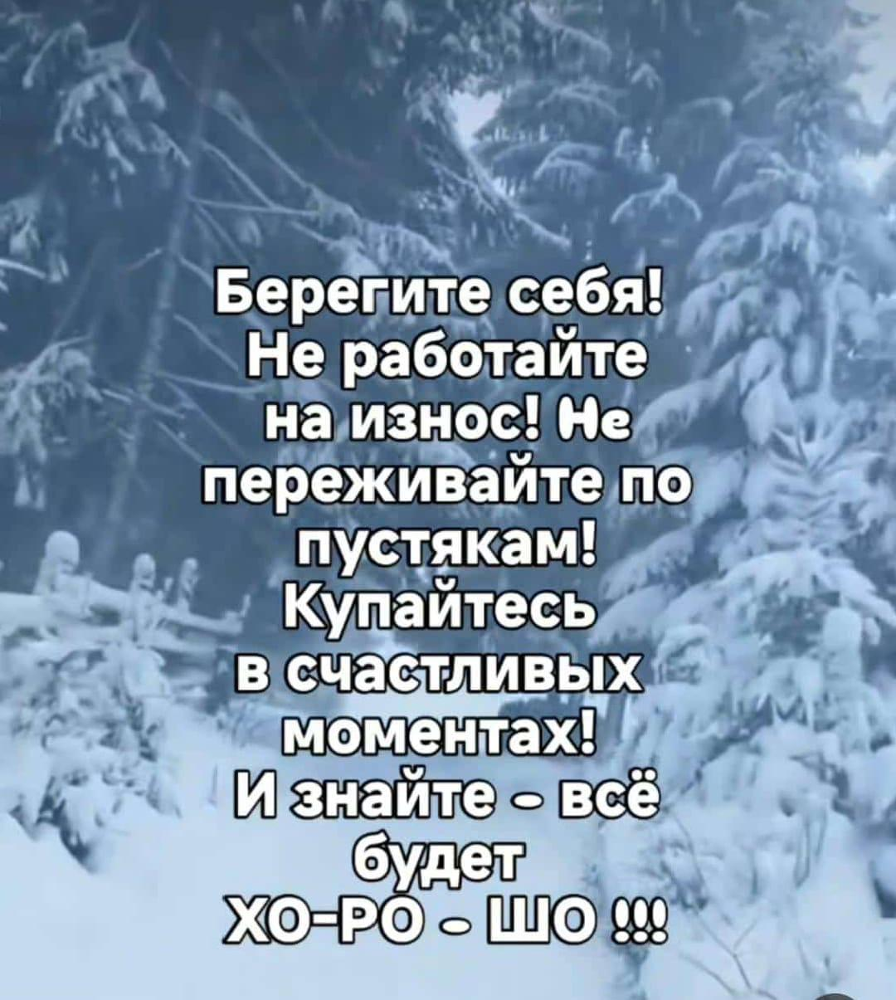 Берегите себя!
Не работайте
на износ! Не
переживайте по
пустякам!
Купайтесь
в счастливых
моментах!
И знайте - всё
будет
ХО-РО - ШО !!!